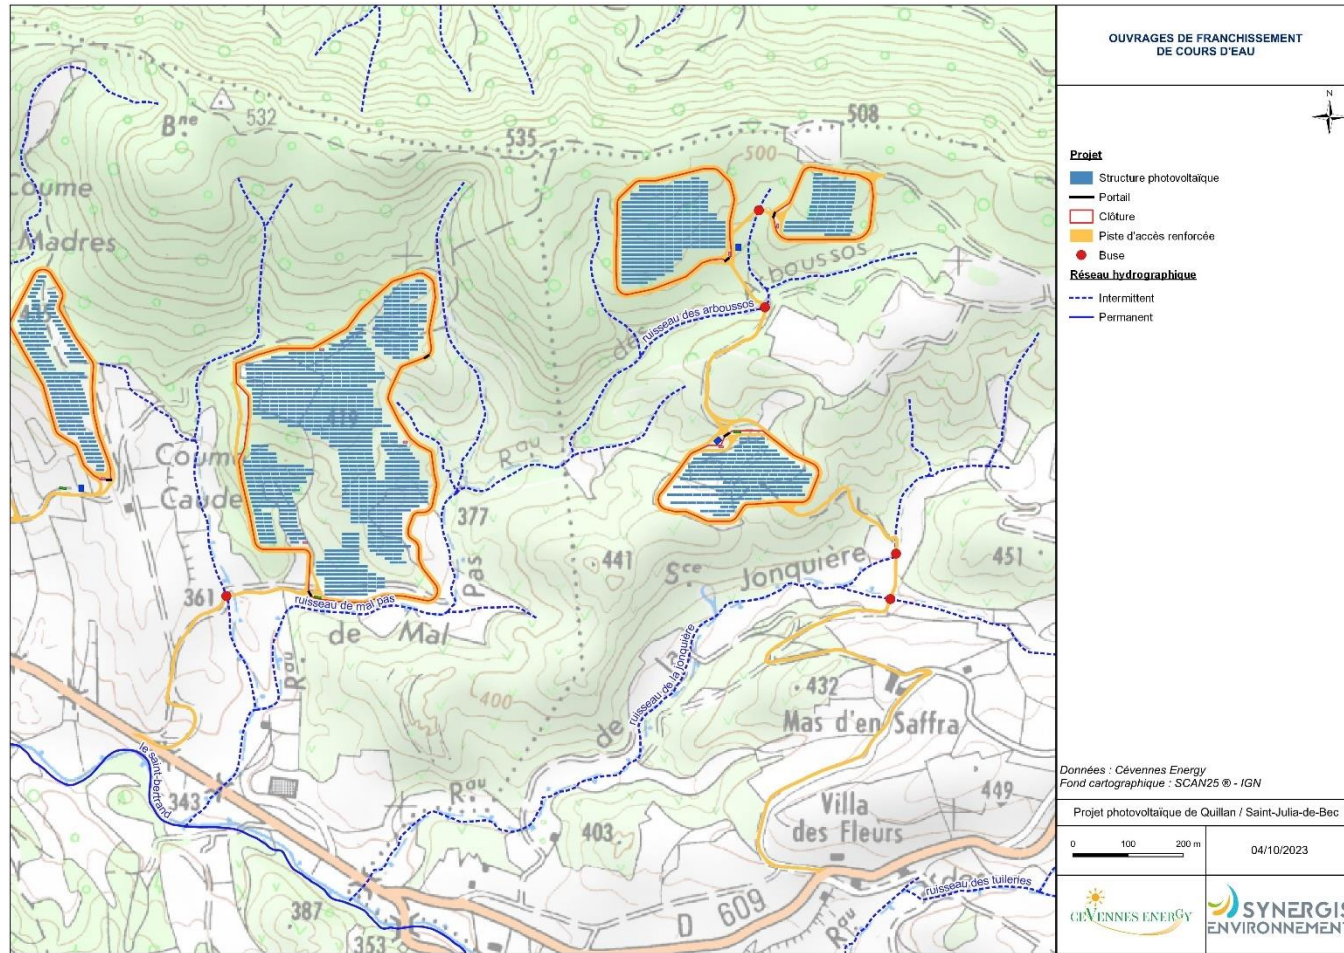 OUVRAGES DE FRANCHISSEMENT
DE COURS D'EAU
N
Projet
Structure photovoltaïque
Portail
Clôture
Piste d'accès renforcée
Buse
Réseau hydrographique
Intermittent
Permanent
Données : Cévennes Energy
Fond cartographique : SCAN25 ® - IGN
Projet photovoltaïque de Quillan / Saint-Julia-de-Bec
0 100 200 m
04/10/2023
CEVENNES ENERGY
SYNERGIS
ENVIRONNEMENT
Bne 532
535
508
500
Coume
Madres
Arboussos
des
ruisseau des arboussos
419
Coume
Caude
Rau
377
441
Sce Jonquière
451
361
ruisseau de mal pas
Pas
de Mal
Rau
la
de
ruisseau de la jonquière
400
432
Mas d'en Saffra
le saint-bertrand
343
Rau
403
Villa
des Fleurs
449
387
353
D 609
Rau
ruisseau des tuileries